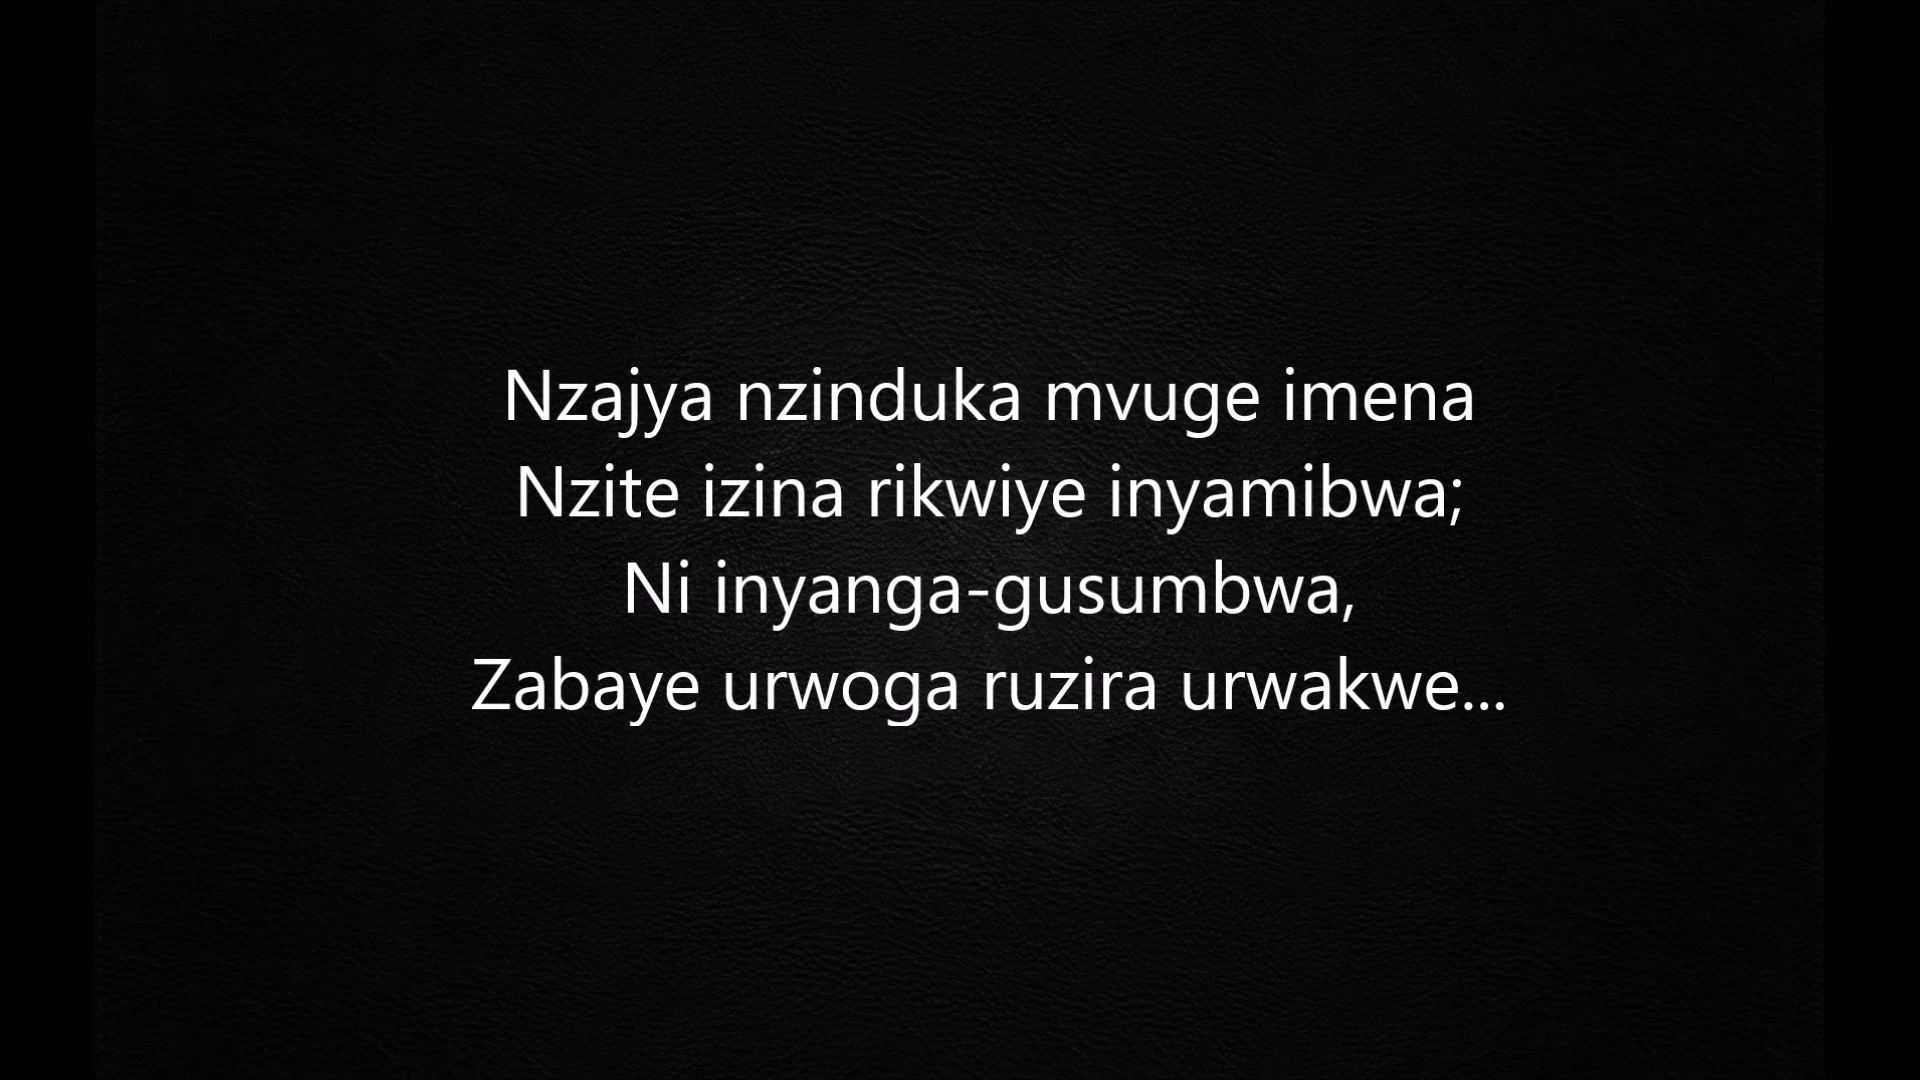 Nzajya nzinduka mvuge imena
Nzite izina rikwiye inyamibwa;
Ni inyanga-gusumbwa,
Zabaye urwoga ruzira urwakwe...